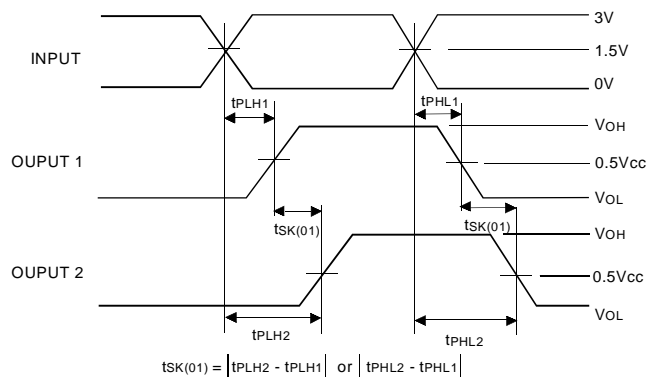 3V
INPUT
1.5V
0V
tPLH1
tPHL1
VOH
OUPUT 1
0.5Vcc
VOL
tSK(01)
tSK(01)
VOH
OUPUT 2
0.5Vcc
VOL
tPLH2
tPHL2
tSK(01) = |tPLH2 - tPLH1| or |tPHL2 - tPHL1|